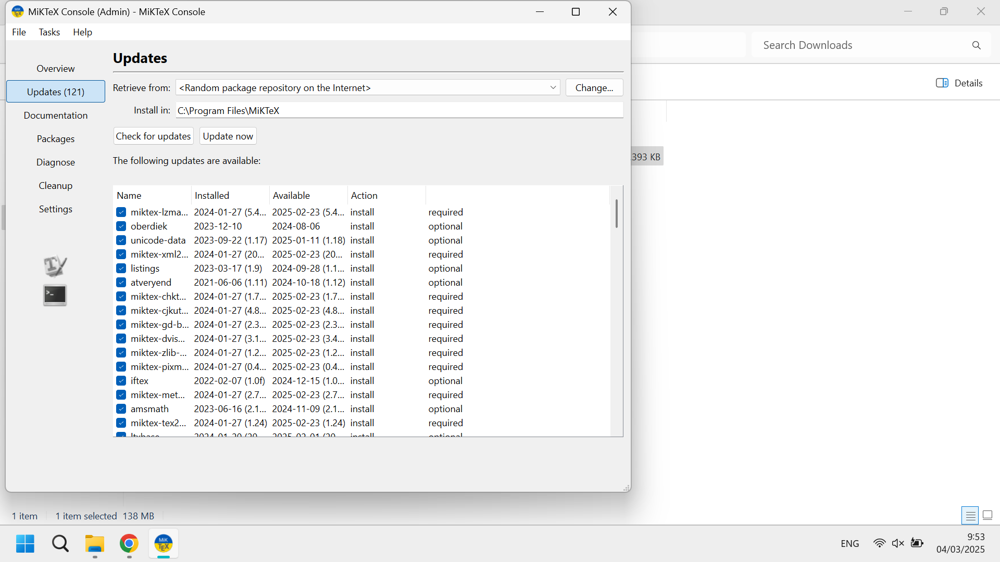 MiKTeX Console (Admin) - MiKTeX Console
File Tasks Help
Search Downloads
Details
Overview
Updates (121)
Documentation
Packages
Diagnose
Cleanup
Settings
Updates
Retrieve from: <Random package repository on the Internet> Change...
Install in: C:\Program Files\MiKTeX
Check for updates Update now
The following updates are available:
393 KB
Name Installed Available Action
miktex-lzma... 2024-01-27 (5.4... 2025-02-23 (5.4... install required
oberdiek 2023-12-10 2024-08-06 install optional
unicode-data 2023-09-22 (1.17) 2025-01-11 (1.18) install optional
miktex-xml2... 2024-01-27 (20... 2025-02-23 (20... install required
listings 2023-03-17 (1.9) 2024-09-28 (1.1... install optional
atveryend 2021-06-06 (1.11) 2024-10-18 (1.12) install optional
miktex-chkt... 2024-01-27 (1.7... 2025-02-23 (1.7... install required
miktex-cjkut... 2024-01-27 (4.8... 2025-02-23 (4.8... install required
miktex-gd-b... 2024-01-27 (2.3... 2025-02-23 (2.3... install required
miktex-dvis... 2024-01-27 (3.1... 2025-02-23 (3.4... install required
miktex-zlib-... 2024-01-27 (1.2... 2025-02-23 (1.2... install required
miktex-pixm... 2024-01-27 (0.4... 2025-02-23 (0.4... install required
iftex 2022-02-07 (1.0f) 2024-12-15 (1.0... install optional
miktex-met... 2024-01-27 (2.7... 2025-02-23 (2.7... install required
amsmath 2023-06-16 (2.1... 2024-11-09 (2.1... install optional
miktex-tex2... 2024-01-27 (1.24) 2025-02-23 (1.24) install required
ltxbase 2024-01-20 (20... 2025-02-01 (20... install optional
1 item 1 item selected 138 MB
MiK
TEX
ENG
9:53
04/03/2025